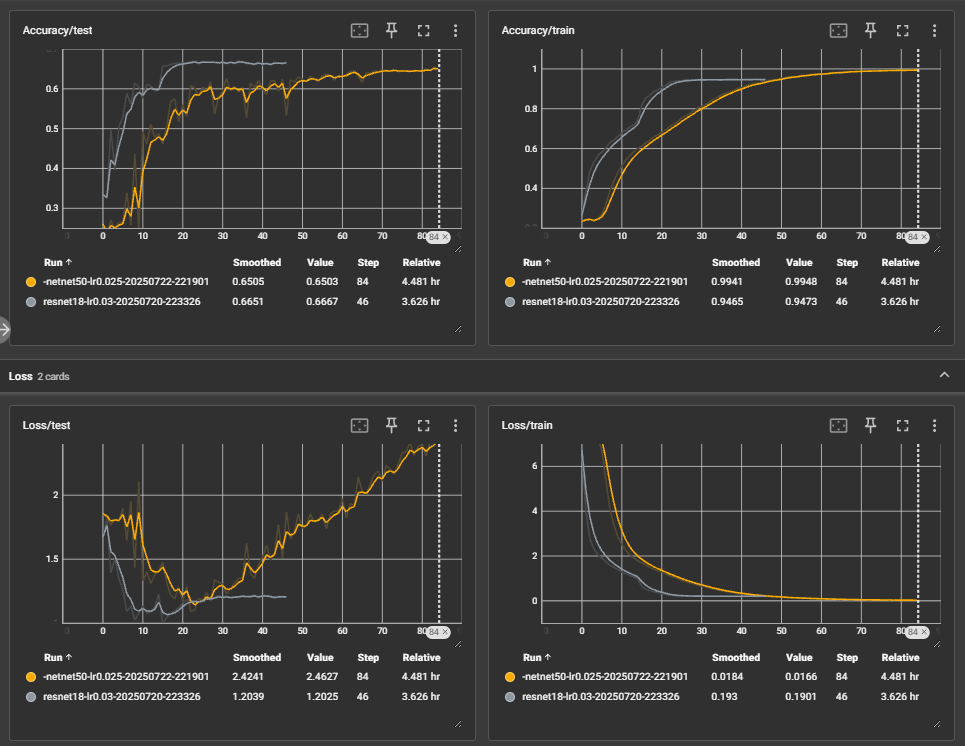 Accuracy/test
0.6
0.5
0.4
0.3
0 10 20 30 40 50 60 70 80
84 ×
Run ↑ Smoothed Value Step Relative
-netnet50-lr0.025-20250722-221901 0.6505 0.6503 84 4.481 hr
resnet18-lr0.03-20250720-223326 0.6651 0.6667 46 3.626 hr
Accuracy/train
1
0.8
0.6
0.4
0 10 20 30 40 50 60 70 80
84 ×
Run ↑ Smoothed Value Step Relative
-netnet50-lr0.025-20250722-221901 0.9941 0.9948 84 4.481 hr
resnet18-lr0.03-20250720-223326 0.9465 0.9473 46 3.626 hr
Loss 2 cards
Loss/test
2
1.5
0 10 20 30 40 50 60 70 80
84 ×
Run ↑ Smoothed Value Step Relative
-netnet50-lr0.025-20250722-221901 2.4241 2.4627 84 4.481 hr
resnet18-lr0.03-20250720-223326 1.2039 1.2025 46 3.626 hr
Loss/train
6
4
2
0
0 10 20 30 40 50 60 70 80
84 ×
Run ↑ Smoothed Value Step Relative
-netnet50-lr0.025-20250722-221901 0.0184 0.0166 84 4.481 hr
resnet18-lr0.03-20250720-223326 0.193 0.1901 46 3.626 hr